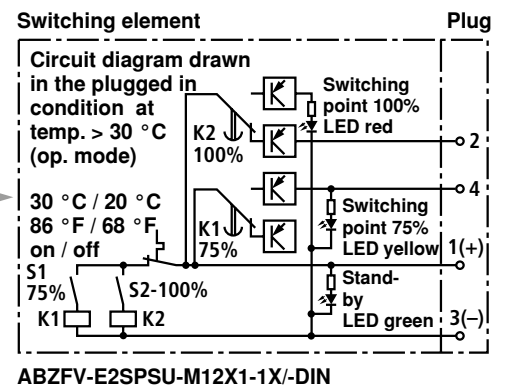 Switching element
Plug
Circuit diagram drawn
in the plugged in
condition at
temp. > 30 °C
(op. mode)
30 °C / 20 °C
86 °F / 68 °F
on / off
S1
75%
S2-100%
K1
K2
K2
100%
K1
75%
Switching
point 100%
LED red
2
4
Switching
point 75%
LED yellow
1(+)
Stand-
by
LED green
3(–)
ABZFV-E2SPSU-M12X1-1X/-DIN